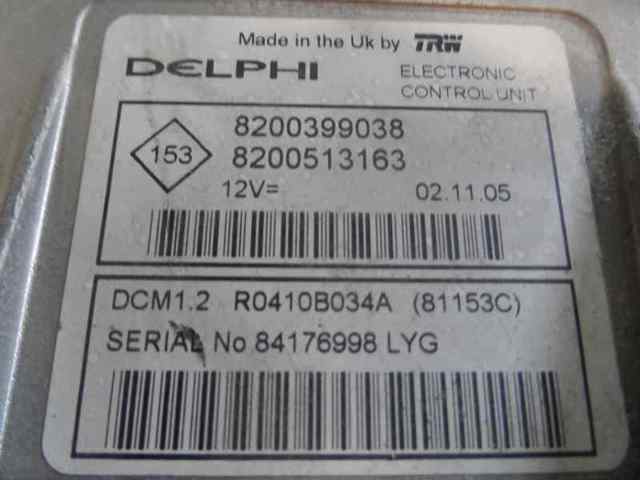 Made in the Uk by TRW
DELPHI
ELECTRONIC
CONTROL UNIT
153
8200399038
8200513163
12V=
02.11.05
DCM1.2 R0410B034A (81153C)
SERIAL No 84176998 LYG